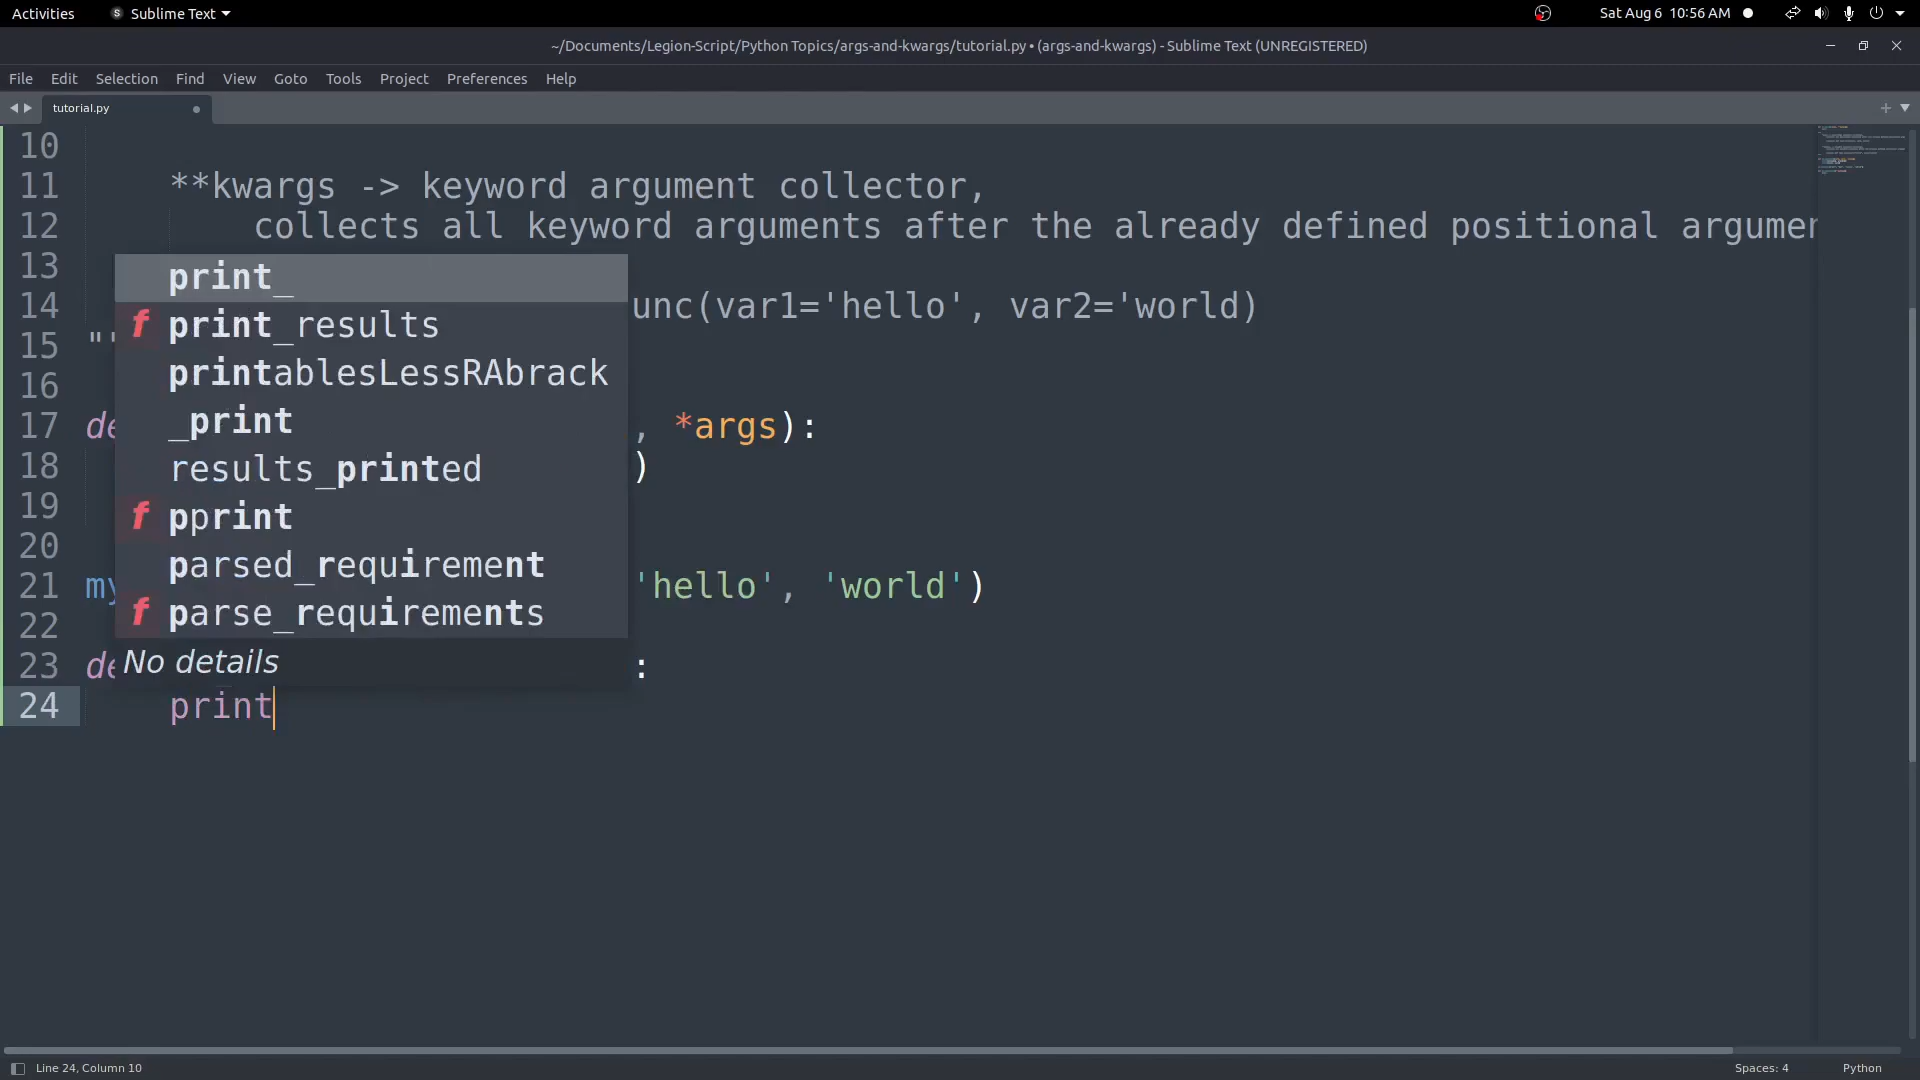 Activities Sublime Text Sat Aug 6 10:56 AM
~/Documents/Legion-Script/Python Topics/args-and-kwargs/tutorial.py • (args-and-kwargs) - Sublime Text (UNREGISTERED)
File Edit Selection Find View Goto Tools Project Preferences Help
tutorial.py
10
11 **kwargs -> keyword argument collector,
12 collects all keyword arguments after the already defined positional argumen
13
14 unc(var1='hello', var2='world)
15 "
16
17 de , *args):
18 )
19
20
21 my 'hello', 'world')
22
23 de :
24 print
print_
f print_results
printablesLessRAbrack
_print
results_printed
f pprint
parsed_requirement
f parse_requirements
No details
Line 24, Column 10 Spaces: 4 Python